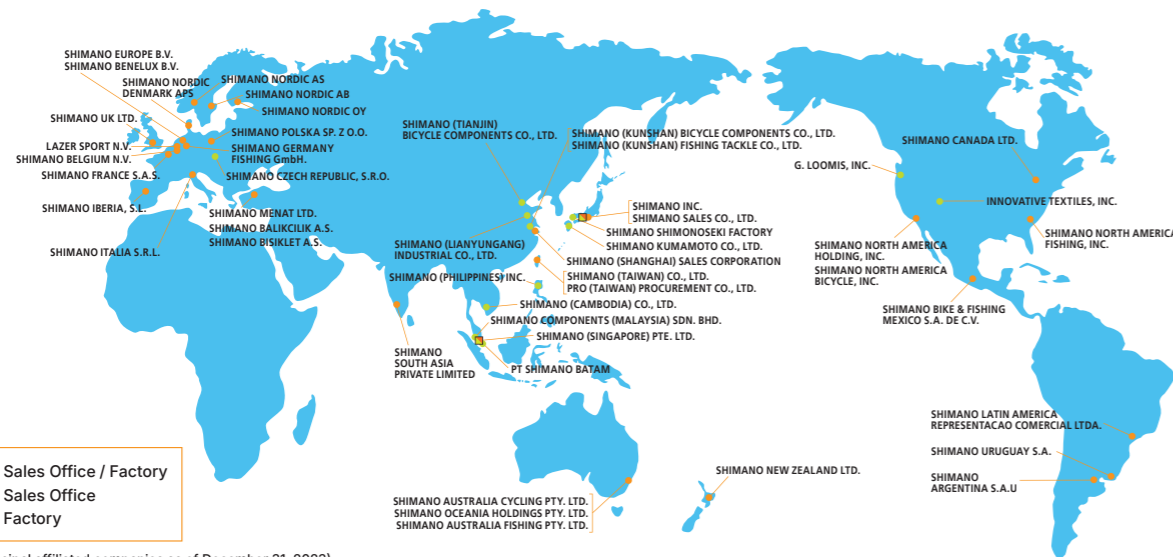 SHIMANO EUROPE B.V.
SHIMANO BENELUX B.V.
SHIMANO NORDIC
DENMARK APS
SHIMANO NORDIC AS
SHIMANO NORDIC AB
SHIMANO NORDIC OY
SHIMANO UK LTD.
LAZER SPORT N.V.
SHIMANO BELGIUM N.V.
SHIMANO FRANCE S.A.S.
SHIMANO IBERIA, S.L.
SHIMANO ITALIA S.R.L.
SHIMANO POLSKA SP. Z O.O.
SHIMANO GERMANY
FISHING GmbH.
SHIMANO CZECH REPUBLIC, S.R.O.
SHIMANO MENAT LTD.
SHIMANO BALIKCILIK A.S.
SHIMANO BISIKLET A.S.
SHIMANO (TIANJIN)
BICYCLE COMPONENTS CO., LTD.
SHIMANO (KUNSHAN) BICYCLE COMPONENTS CO., LTD.
SHIMANO (KUNSHAN) FISHING TACKLE CO., LTD.
SHIMANO INC.
SHIMANO SALES CO., LTD.
SHIMANO SHIMONOSEKI FACTORY
SHIMANO KUMAMOTO CO., LTD.
SHIMANO (LIANYUNGANG)
INDUSTRIAL CO., LTD.
SHIMANO (SHANGHAI) SALES CORPORATION
SHIMANO (PHILIPPINES) INC.
SHIMANO (TAIWAN) CO., LTD.
PRO (TAIWAN) PROCUREMENT CO., LTD.
SHIMANO (CAMBODIA) CO., LTD.
SHIMANO COMPONENTS (MALAYSIA) SDN. BHD.
SHIMANO (SINGAPORE) PTE. LTD.
SHIMANO
SOUTH ASIA
PRIVATE LIMITED
PT SHIMANO BATAM
SHIMANO CANADA LTD.
G. LOOMIS, INC.
INNOVATIVE TEXTILES, INC.
SHIMANO NORTH AMERICA
HOLDING, INC.
SHIMANO NORTH AMERICA
BICYCLE, INC.
SHIMANO NORTH AMERICA
FISHING, INC.
SHIMANO BIKE & FISHING
MEXICO S.A. DE C.V.
SHIMANO LATIN AMERICA
REPRESENTACAO COMERCIAL LTDA.
SHIMANO URUGUAY S.A.
SHIMANO
ARGENTINA S.A.U
SHIMANO NEW ZEALAND LTD.
SHIMANO AUSTRALIA CYCLING PTY. LTD.
SHIMANO OCEANIA HOLDINGS PTY. LTD.
SHIMANO AUSTRALIA FISHING PTY. LTD.
Sales Office / Factory
Sales Office
Factory